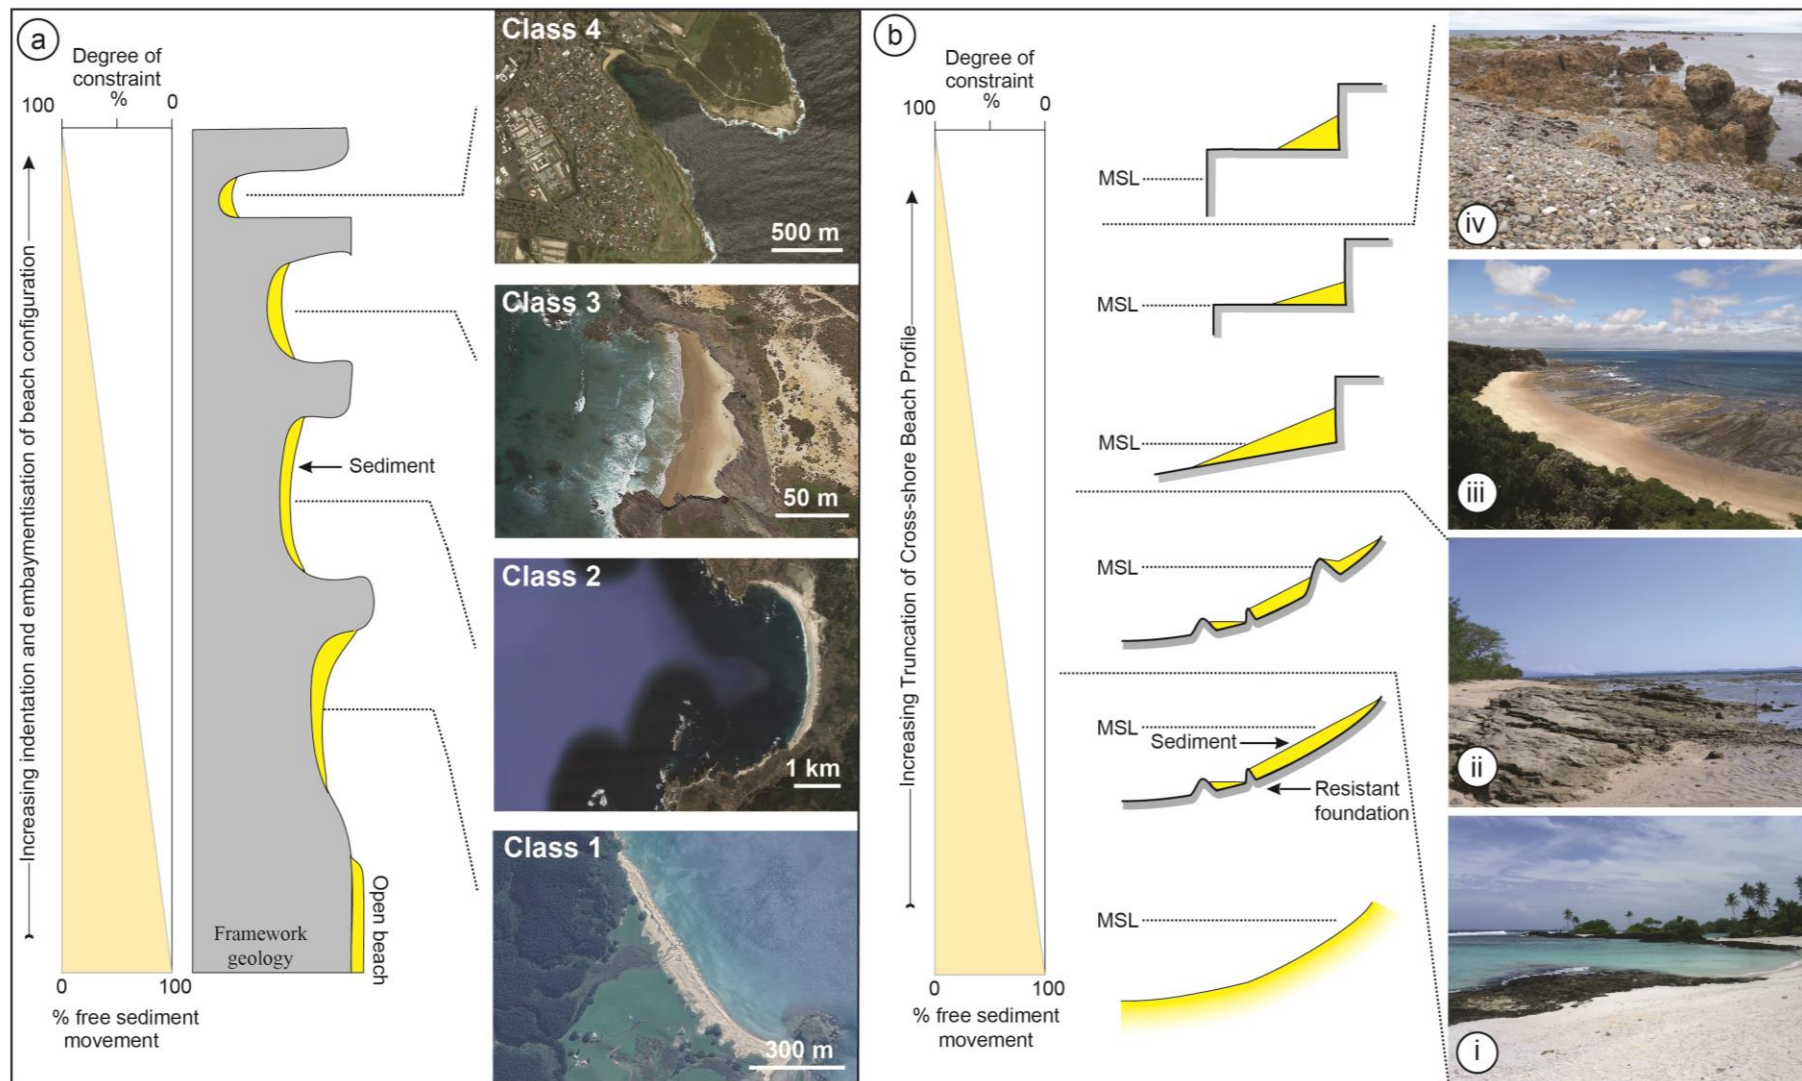 a
Degree of
constraint
%
100
0
Increasing indentation and embaymentisation of beach configuration
Sediment
Open beach
Framework
geology
0
100
% free sediment
movement
Class 4
500 m
Class 3
50 m
Class 2
1 km
Class 1
300 m
b
Degree of
constraint
%
100
0
Increasing Truncation of Cross-shore Beach Profile
MSL
MSL
MSL
MSL
MSL
Sediment
Resistant
foundation
MSL
0
100
% free sediment
movement
iv
iii
ii
i